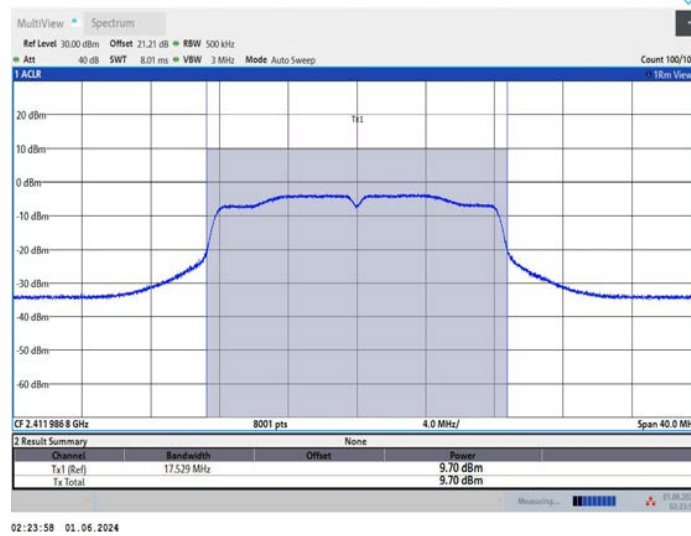 MultiView Spectrum
Ref Level 30.00 dBm Offset 21.21 dB RBW 500 kHz
Att 40 dB SWT 8.01 ms VBW 3 MHz Mode Auto Sweep Count 100/10
1 ACLR 1Rm View
20 dBm
Tx1
10 dBm
0 dBm
-10 dBm
-20 dBm
-30 dBm
-40 dBm
-50 dBm
-60 dBm
CF 2.411 986 8 GHz 8001 pts 4.0 MHz/ Span 40.0 MH
2 Result Summary None
Channel Bandwidth Offset Power
Tx1 (Ref) 17.529 MHz 9.70 dBm
Tx Total 9.70 dBm
Measuring...
02:23:58 01.06.2024